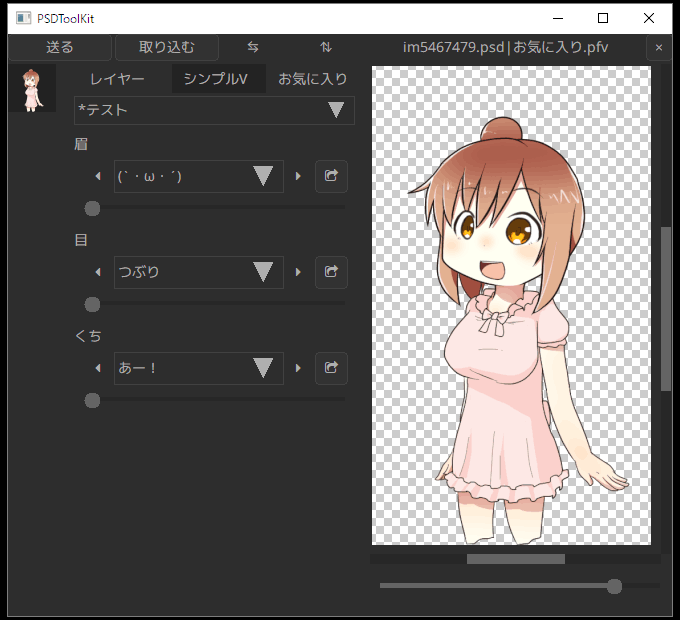 PSDToolKit
送る 取り込む ⇆ ⇅ im5467479.psd|お気に入り.pfv ×
レイヤー シンプルV お気に入り
*テスト
眉
(`・ω・´)
目
つぶり
くち
あー！